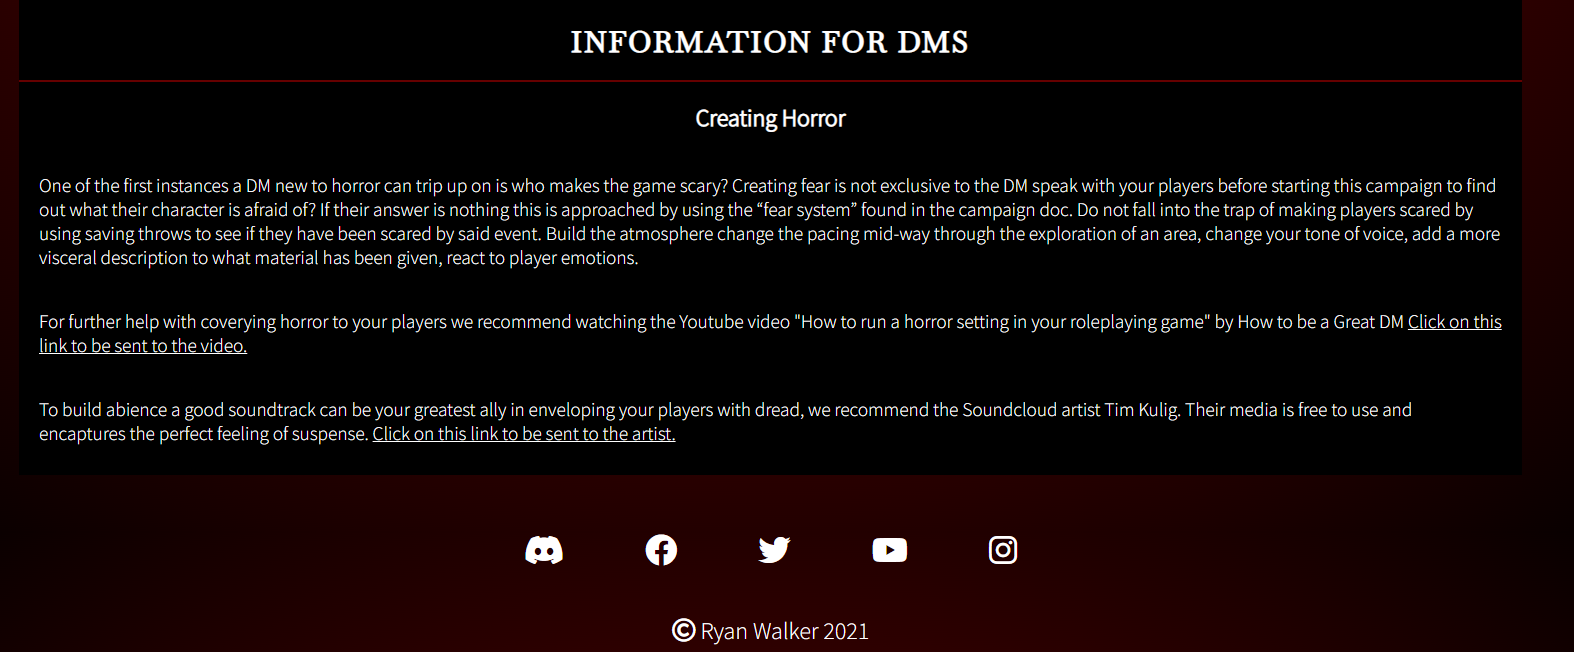 INFORMATION FOR DMS
Creating Horror
One of the first instances a DM new to horror can trip up on is who makes the game scary? Creating fear is not exclusive to the DM speak with your players before starting this campaign to find
out what their character is afraid of? If their answer is nothing this is approached by using the “fear system” found in the campaign doc. Do not fall into the trap of making players scared by
using saving throws to see if they have been scared by said event. Build the atmosphere change the pacing mid-way through the exploration of an area, change your tone of voice, add a more
visceral description to what material has been given, react to player emotions.
For further help with coverying horror to your players we recommend watching the Youtube video "How to run a horror setting in your roleplaying game" by How to be a Great DM Click on this
link to be sent to the video.
To build abience a good soundtrack can be your greatest ally in enveloping your players with dread, we recommend the Soundcloud artist Tim Kulig. Their media is free to use and
encaptures the perfect feeling of suspense. Click on this link to be sent to the artist.
© Ryan Walker 2021